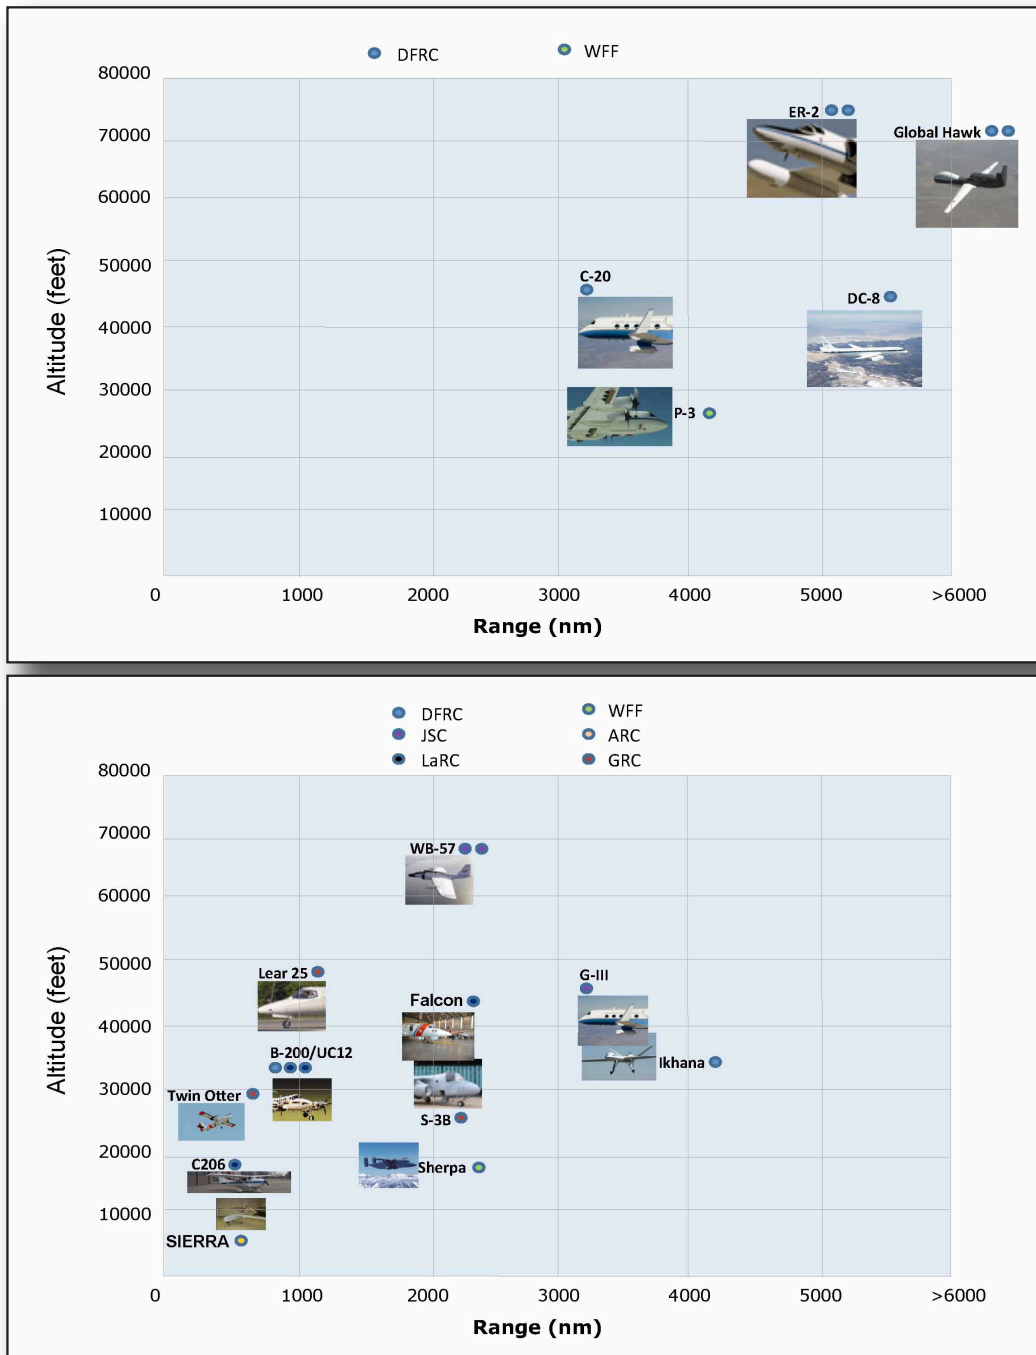 DFRC WFF
80000
ER-2
70000
Global Hawk
60000
50000
C-20
DC-8
40000
30000
P-3
20000
10000
Altitude (feet)
0 1000 2000 3000 4000 5000 >6000
Range (nm)
DFRC WFF
JSC ARC
LaRC GRC
80000
70000
WB-57
60000
50000
Lear 25
G-III
Falcon
40000
B-200/UC12
Ikhana
30000
Twin Otter
S-3B
20000
C206
Sherpa
10000
SIERRA
Altitude (feet)
0 1000 2000 3000 4000 5000 >6000
Range (nm)